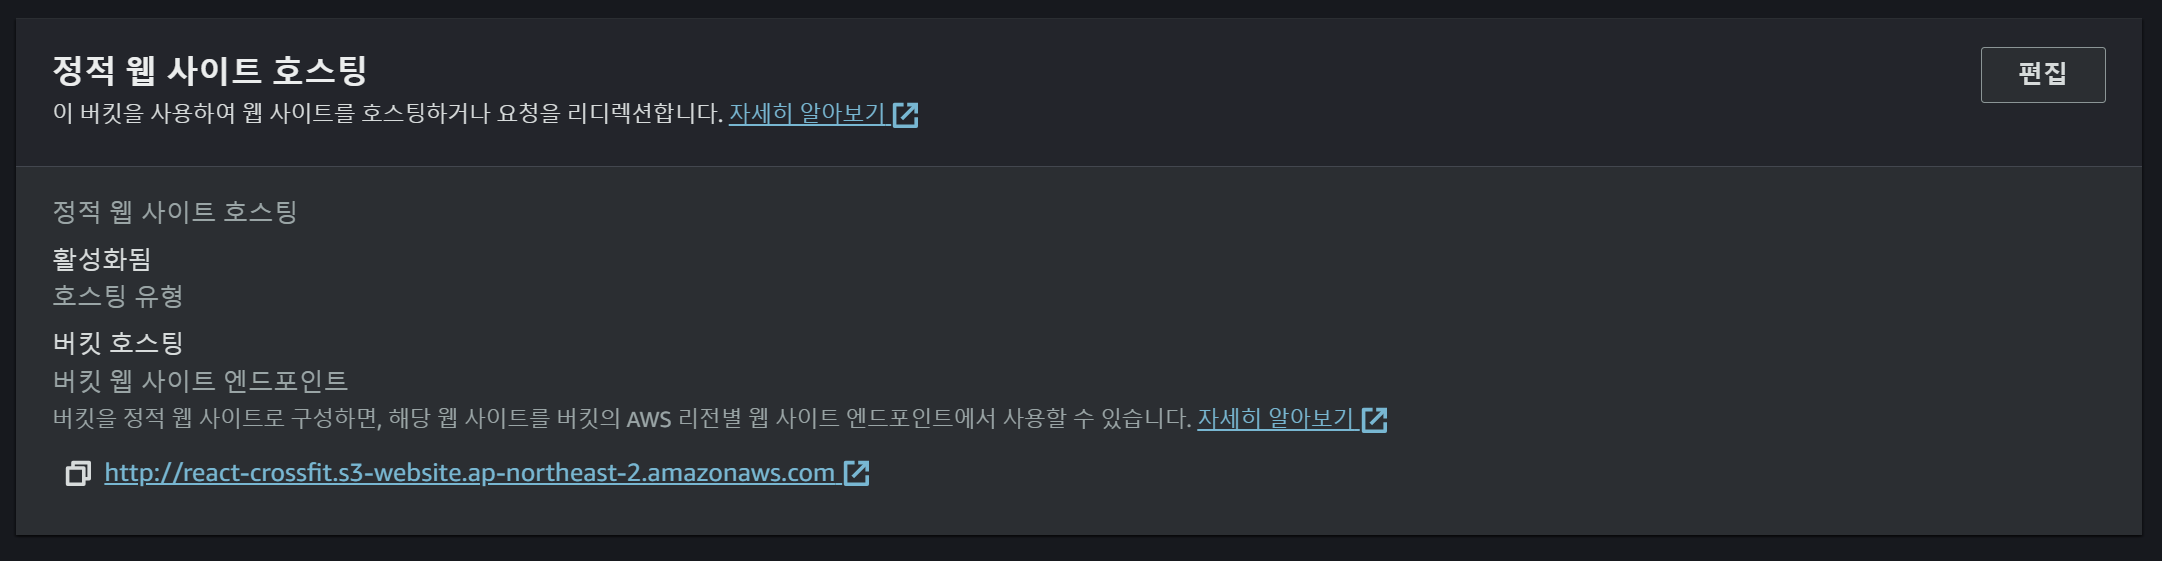 정적 웹 사이트 호스팅
편집
이 버킷을 사용하여 웹 사이트를 호스팅하거나 요청을 리디렉션합니다. 자세히 알아보기
정적 웹 사이트 호스팅
활성화됨
호스팅 유형
버킷 호스팅
버킷 웹 사이트 엔드포인트
버킷을 정적 웹 사이트로 구성하면, 해당 웹 사이트를 버킷의 AWS 리전별 웹 사이트 엔드포인트에서 사용할 수 있습니다. 자세히 알아보기
http://react-crossfit.s3-website.ap-northeast-2.amazonaws.com